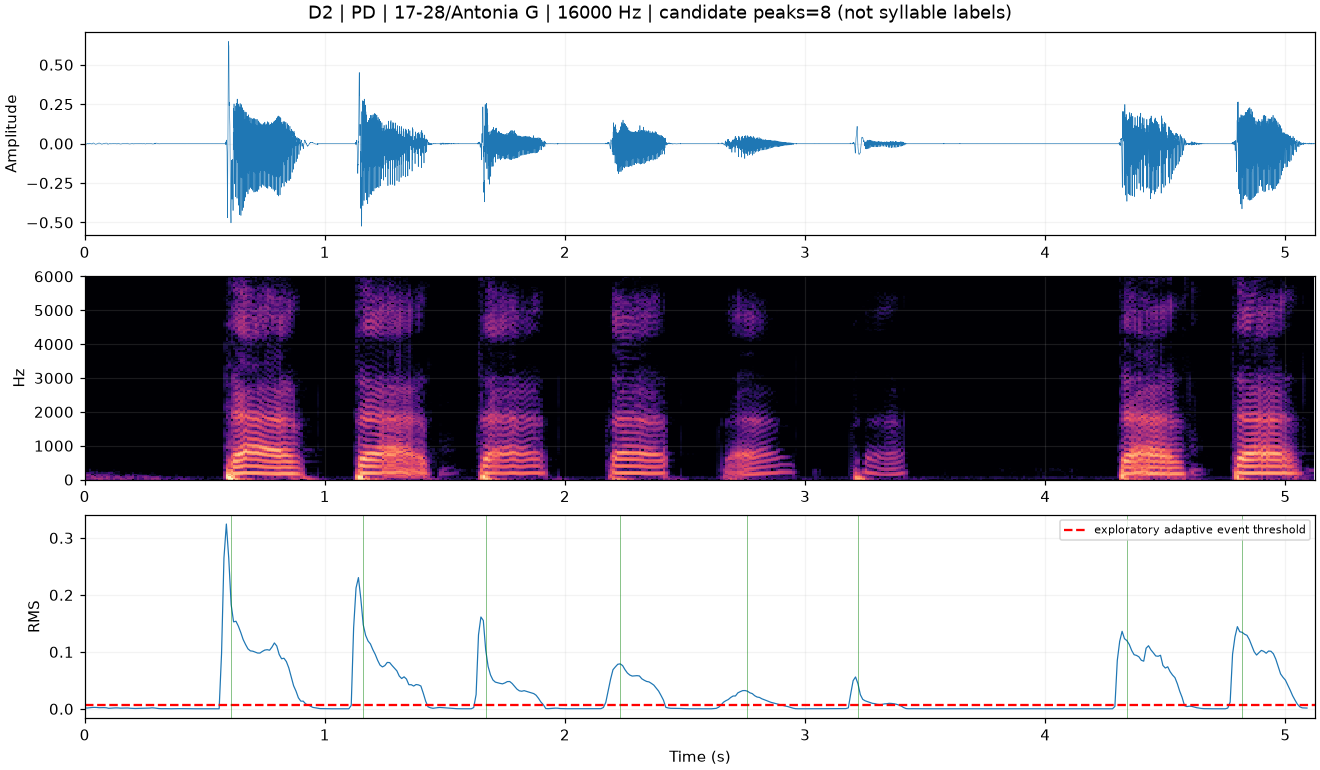 D2 | PD | 17-28/Antonia G | 16000 Hz | candidate peaks=8 (not syllable labels)
Amplitude
0.50
0.25
0.00
−0.25
−0.50
0 1 2 3 4 5
Hz
6000
5000
4000
3000
2000
1000
0
0 1 2 3 4 5
RMS
exploratory adaptive event threshold
0.3
0.2
0.1
0.0
0 1 2 3 4 5
Time (s)